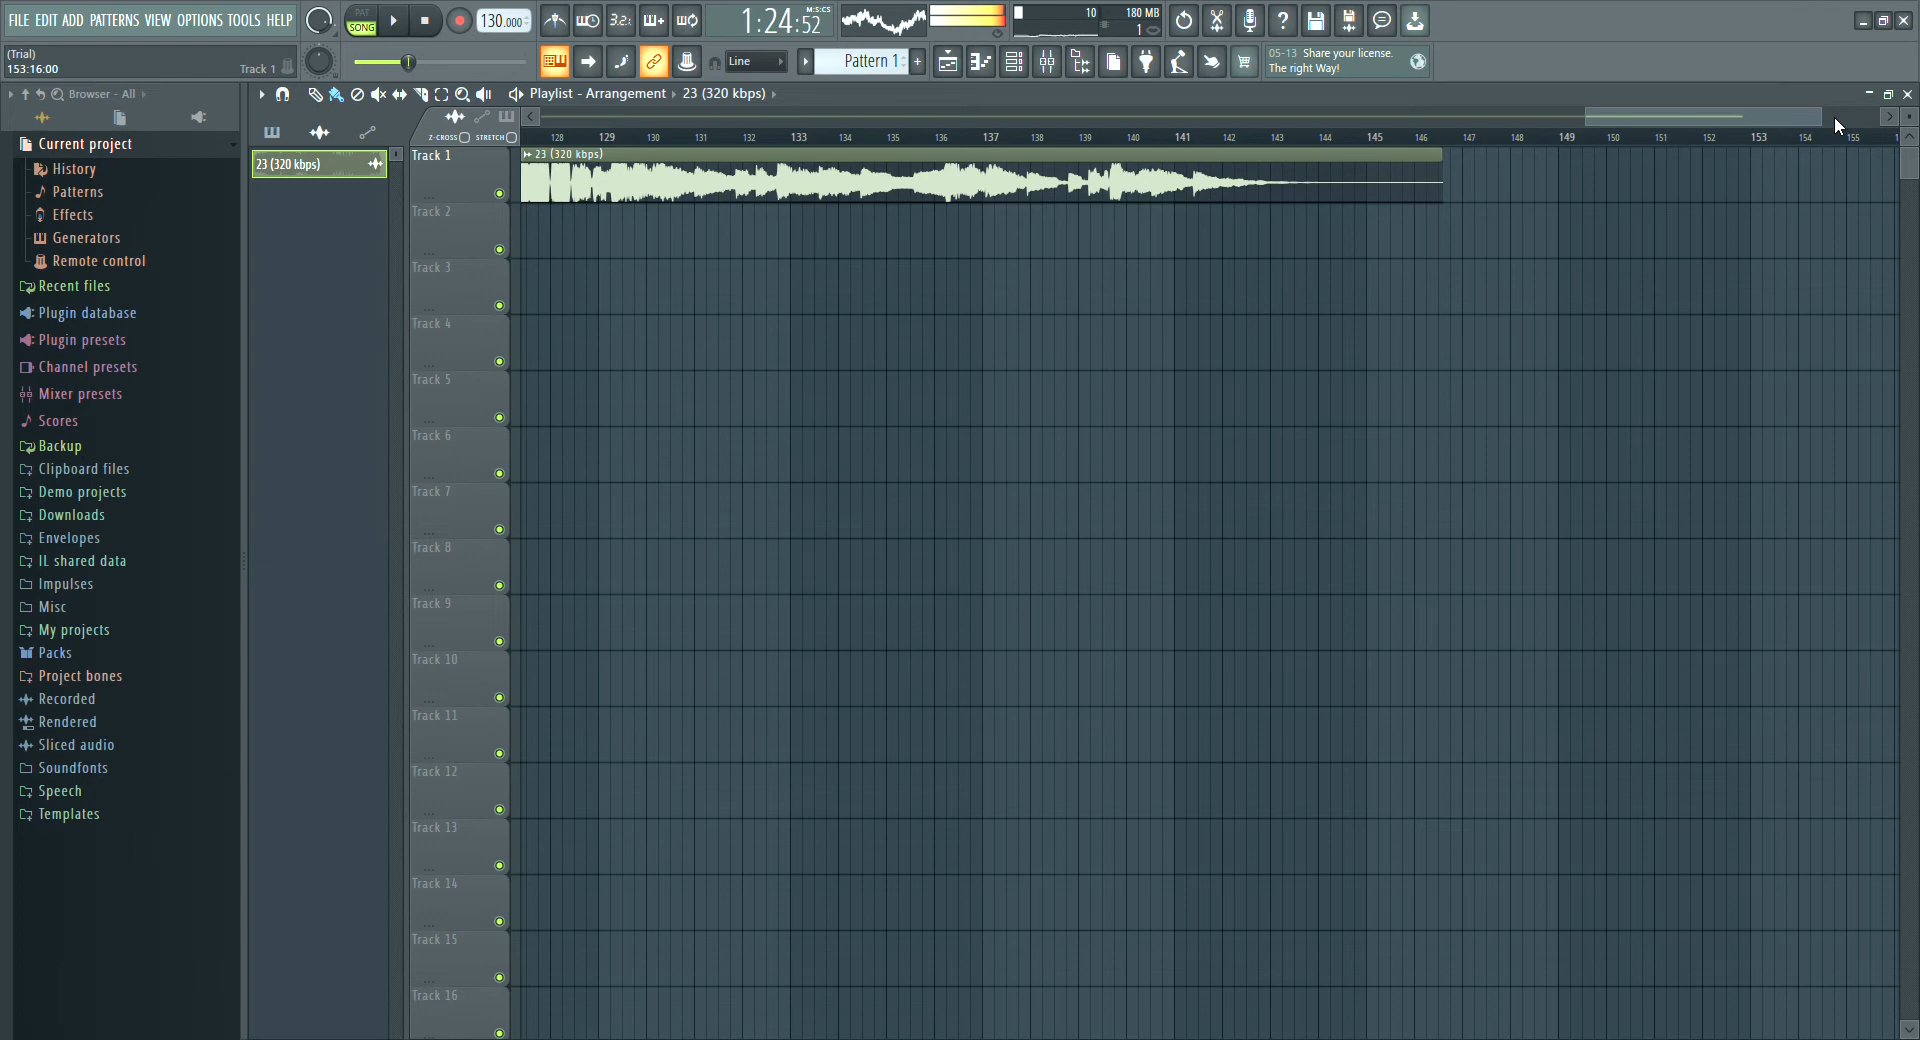 FILE EDIT ADD PATTERNS VIEW OPTIONS TOOLS HELP
PAT
SONG
130.000
3.2.
1:24:52
M:S:CS
10
180 MB
1
(Trial)
153:16:00
Track 1
Line
Pattern 1
05-13 Share your license.
The right Way!
Browser - All
Playlist - Arrangement
23 (320 kbps)
Z-CROSS
STRETCH
128 129 130 131 132 133 134 135 136 137 138 139 140 141 142 143 144 145 146 147 148 149 150 151 152 153 154 155
Current project
History
Patterns
Effects
Generators
Remote control
Recent files
Plugin database
Plugin presets
Channel presets
Mixer presets
Scores
Backup
Clipboard files
Demo projects
Downloads
Envelopes
IL shared data
Impulses
Misc
My projects
Packs
Project bones
Recorded
Rendered
Sliced audio
Soundfonts
Speech
Templates
23 (320 kbps)
Track 1
23 (320 kbps)
Track 2
Track 3
Track 4
Track 5
Track 6
Track 7
Track 8
Track 9
Track 10
Track 11
Track 12
Track 13
Track 14
Track 15
Track 16